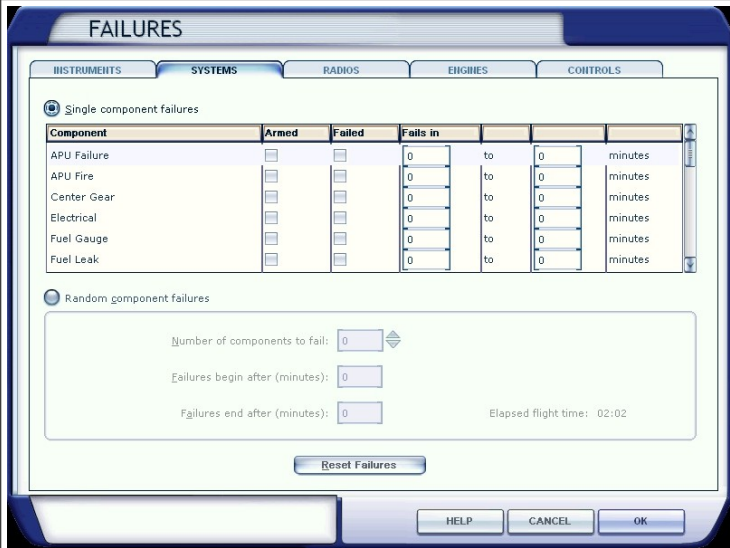 FAILURES
INSTRUMENTS SYSTEMS RADIOS ENGINES CONTROLS
Single component failures
Component Armed Failed Fails in
APU Failure 0 to 0 minutes
APU Fire 0 to 0 minutes
Center Gear 0 to 0 minutes
Electrical 0 to 0 minutes
Fuel Gauge 0 to 0 minutes
Fuel Leak 0 to 0 minutes
Random component failures
Number of components to fail: 0
Failures begin after (minutes): 0
Failures end after (minutes): 0 Elapsed flight time: 02:02
Reset Failures
HELP CANCEL OK